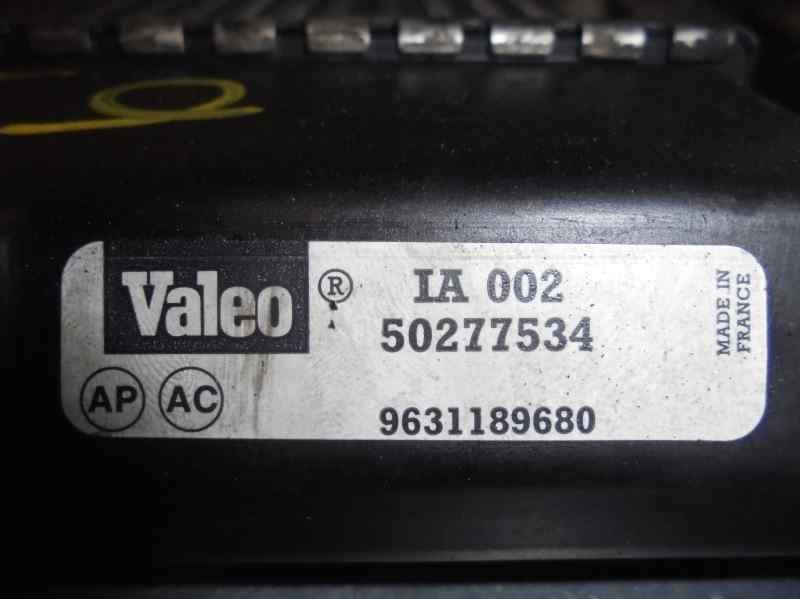 Valeo ® IA 002
50277534
AP AC 9631189680
MADE IN
FRANCE